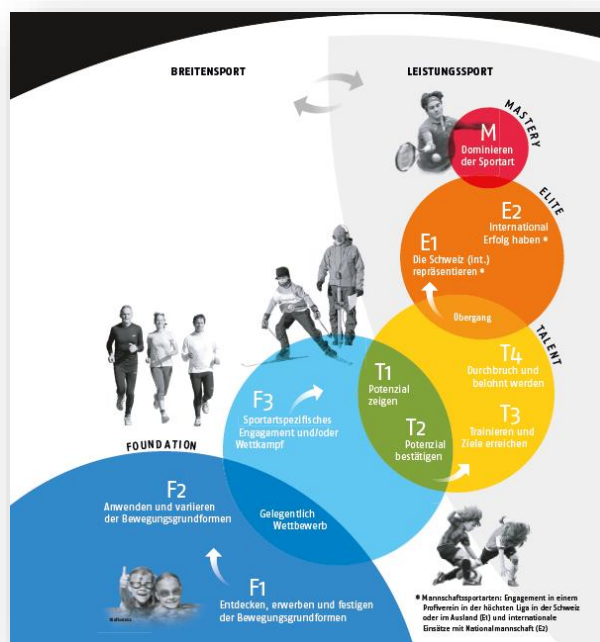 BREITENSPORT
LEISTUNGSSPORT
MASTERY
M
Dominieren
der Sportart
ELITE
E2
International
Erfolg haben *
E1
Die Schweiz (int.)
repräsentieren *
Übergang
TALENT
T4
Durchbruch und
belohnt werden
T1
Potenzial
zeigen
T3
Trainieren und
Ziele erreichen
T2
Potenzial
bestätigen
F3
Sportartspezifisches
Engagement und/oder
Wettkampf
FOUNDATION
F2
Anwenden und variieren
der Bewegungsgrundformen
Gelegentlich
Wettbewerb
F1
Entdecken, erwerben und festigen
der Bewegungsgrundformen
* Mannschaftssportarten: Engagement in einem
Profiverein in der höchsten Liga in der Schweiz
oder im Ausland (E1) und internationale
Einsätze mit Nationalmannschaft (E2)